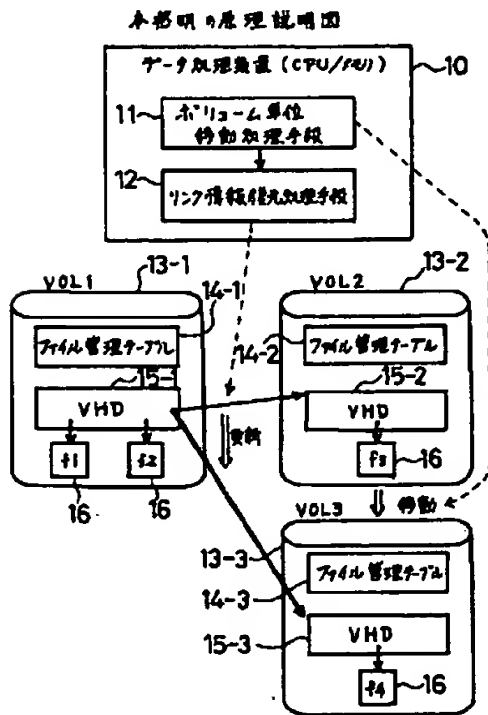 本発明の原理説明図
データ処理装置(CPU/メモリ)
10
11
ボリューム単位
移動処理手段
12
リンク情報復元処理手段
VOL1
13-1
14-1
ファイル管理テーブル
15-1
VHD
f1
f2
16
16
更新
VOL2
13-2
14-2
ファイル管理テーブル
15-2
VHD
f3
16
移動
VOL3
13-3
ファイル管理テーブル
14-3
VHD
15-3
f4
16